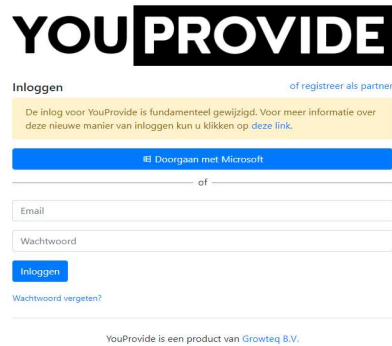 YOUPROVIDE
Inloggen
of registreer als partner
De inlog voor YouProvide is fundamenteel gewijzigd. Voor meer informatie over
deze nieuwe manier van inloggen kun u klikken op deze link.
Doorgaan met Microsoft
of
Email
Wachtwoord
Inloggen
Wachtwoord vergeten?
YouProvide is een product van Growteq B.V.